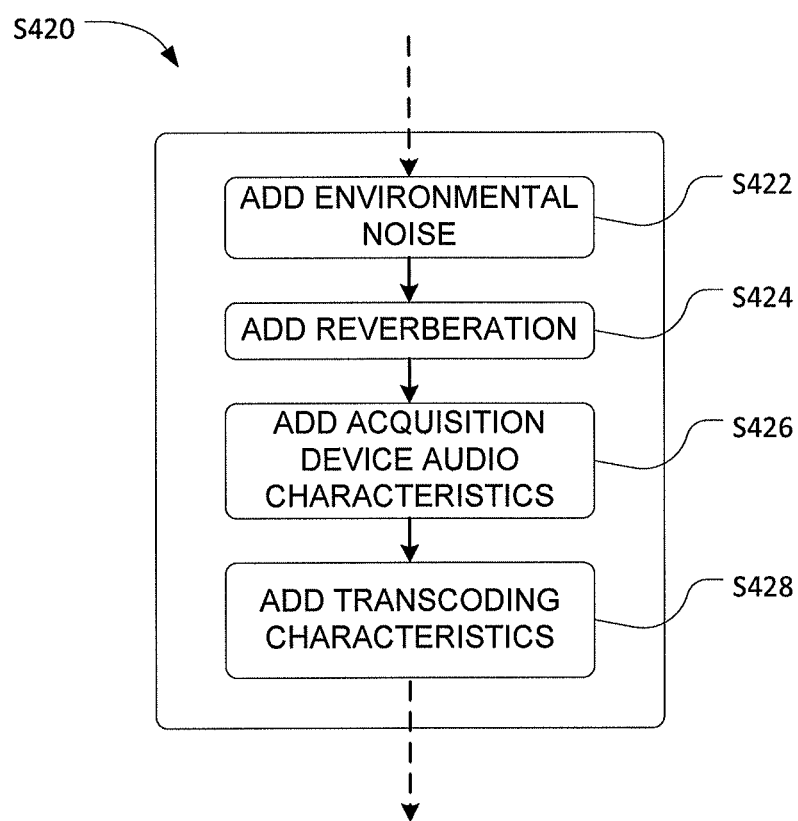 S420
ADD ENVIRONMENTAL
NOISE
S422
ADD REVERBERATION
S424
ADD ACQUISITION
DEVICE AUDIO
CHARACTERISTICS
S426
ADD TRANSCODING
CHARACTERISTICS
S428